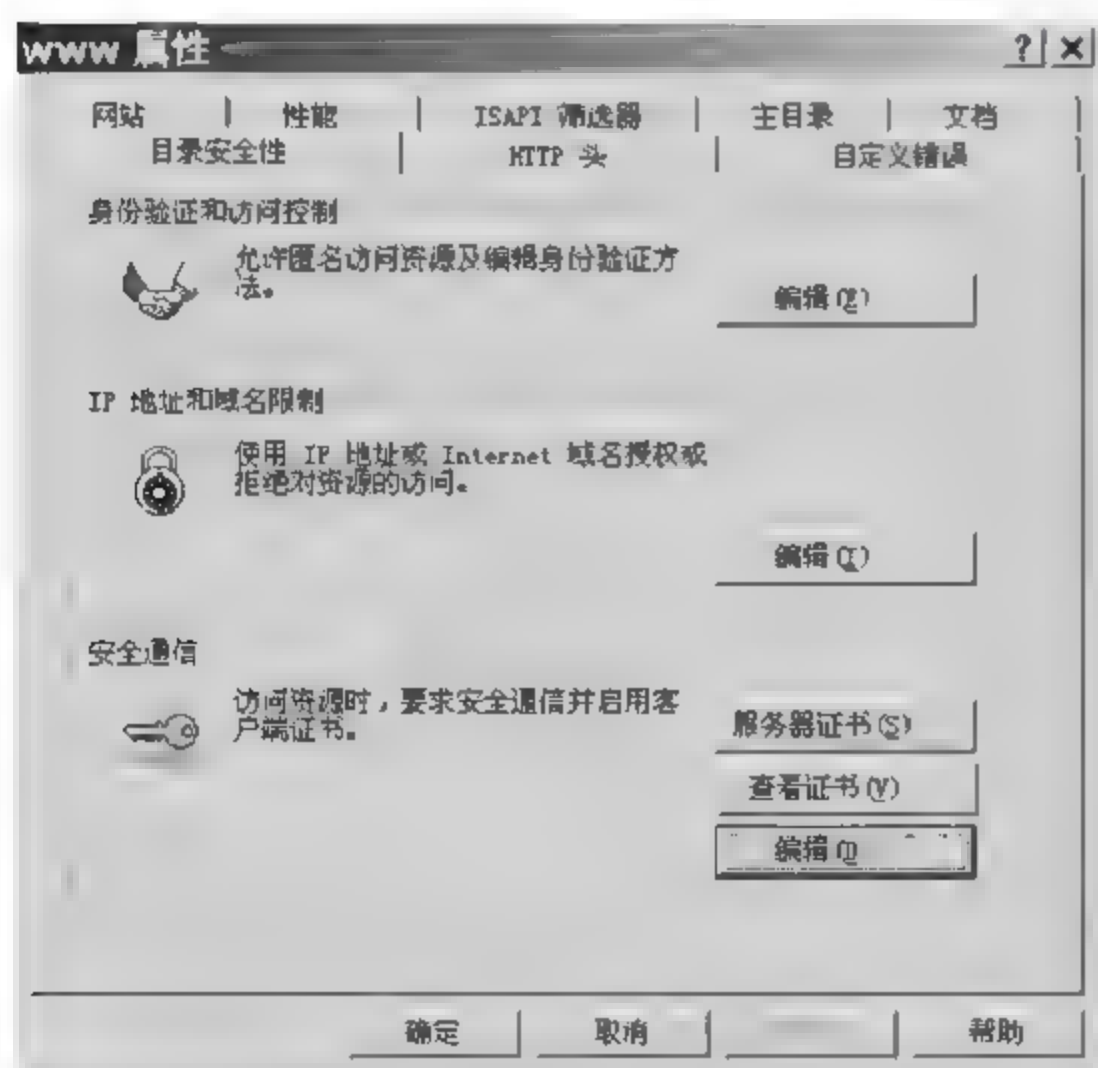 www 属性
? ×
网站 性能 ISAPI 筛选器 主目录 文档
目录安全性 HTTP 头 自定义错误
身份验证和访问控制
允许匿名访问资源及编辑身份验证方
法。
编辑(E)
IP 地址和域名限制
使用 IP 地址或 Internet 域名授权或
拒绝对资源的访问。
编辑(I)
安全通信
访问资源时，要求安全通信并启用客
户端证书。
服务器证书(S)
查看证书(V)
编辑
确定 取消 帮助